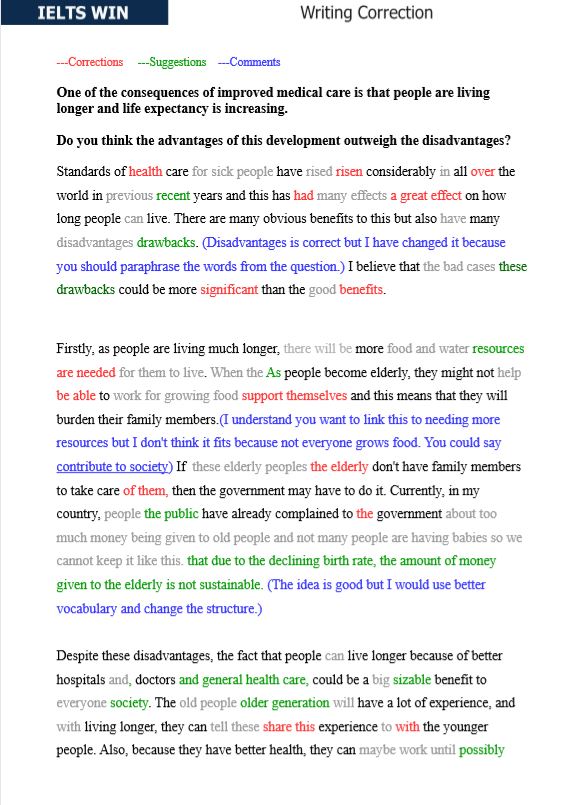 IELTS WIN Writing Correction
---Corrections ---Suggestions ---Comments
One of the consequences of improved medical care is that people are living
longer and life expectancy is increasing.
Do you think the advantages of this development outweigh the disadvantages?
Standards of health care for sick people have rised risen considerably in all over the
world in previous recent years and this has had many effects a great effect on how
long people can live. There are many obvious benefits to this but also have many
disadvantages drawbacks. (Disadvantages is correct but I have changed it because
you should paraphrase the words from the question.) I believe that the bad cases these
drawbacks could be more significant than the good benefits.
Firstly, as people are living much longer, there will be more food and water resources
are needed for them to live. When the As people become elderly, they might not help
be able to work for growing food support themselves and this means that they will
burden their family members.(I understand you want to link this to needing more
resources but I don't think it fits because not everyone grows food. You could say
contribute to society) If these elderly peoples the elderly don't have family members
to take care of them, then the government may have to do it. Currently, in my
country, people the public have already complained to the government about too
much money being given to old people and not many people are having babies so we
cannot keep it like this. that due to the declining birth rate, the amount of money
given to the elderly is not sustainable. (The idea is good but I would use better
vocabulary and change the structure.)
Despite these disadvantages, the fact that people can live longer because of better
hospitals and, doctors and general health care, could be a big sizable benefit to
everyone society. The old people older generation will have a lot of experience, and
with living longer, they can tell these share this experience to with the younger
people. Also, because they have better health, they can maybe work until possibly